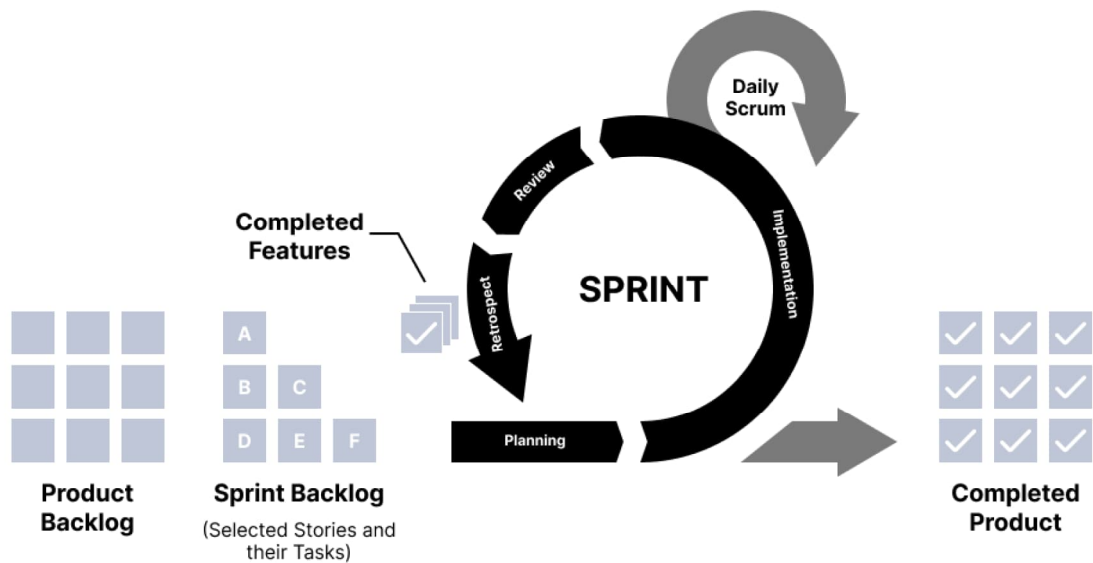 Daily
Scrum
Review
Completed
Features
Implementation
SPRINT
Retrospect
A
B C
D E F
Planning
Product
Backlog
Sprint Backlog
(Selected Stories and
their Tasks)
Completed
Product